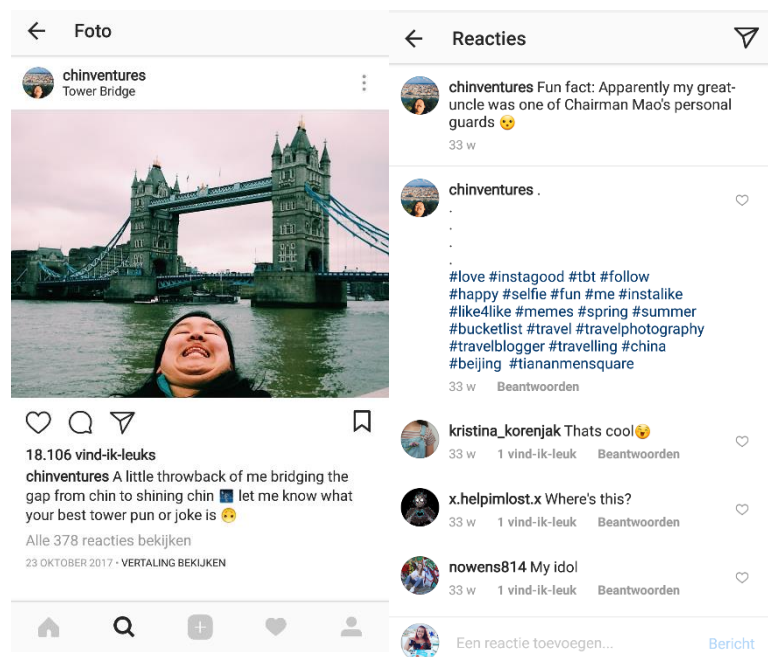 Foto
chinventures
Tower Bridge
18.106 vind-ik-leuks
chinventures A little throwback of me bridging the
gap from chin to shining chin 🌃 let me know what
your best tower pun or joke is 😬
Alle 378 reacties bekijken
23 OKTOBER 2017 · VERTALING BEKIJKEN
Reacties
chinventures Fun fact: Apparently my great-
uncle was one of Chairman Mao's personal
guards 😯
33 w
chinventures .
.
.
.
.
#love #instagood #tbt #follow
#happy #selfie #fun #me #instalike
#like4like #memes #spring #summer
#bucketlist #travel #travelphotography
#travelblogger #travelling #china
#beijing #tiananmensquare
33 w Beantwoorden
kristina_korenjak Thats cool😲
33 w 1 vind-ik-leuk Beantwoorden
x.helpimlost.x Where's this?
33 w 1 vind-ik-leuk Beantwoorden
nowens814 My idol
33 w 1 vind-ik-leuk Beantwoorden
Een reactie toevoegen... Bericht